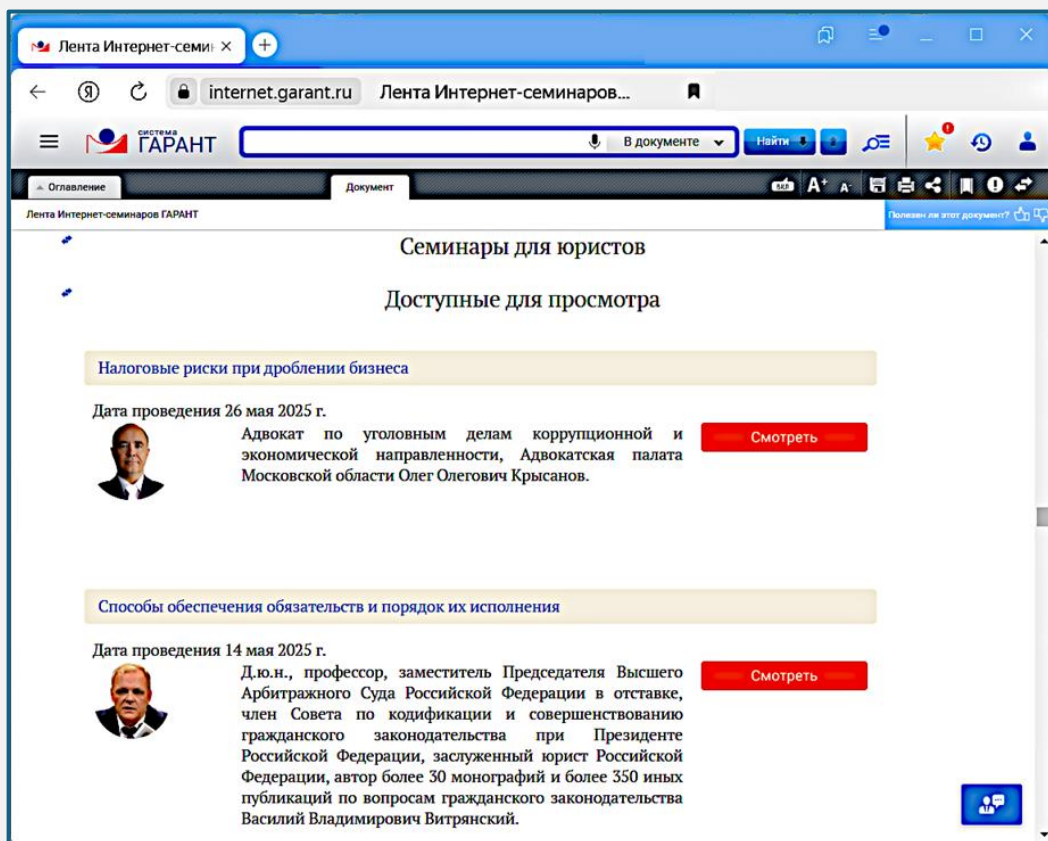 Лента Интернет-семин
internet.garant.ru Лента Интернет-семинаров...
система
ГАРАНТ
В документе
Найти
Оглавление
Документ
вкл
A+ A-
Лента Интернет-семинаров ГАРАНТ
Полезен ли этот документ?
Семинары для юристов
Доступные для просмотра
Налоговые риски при дроблении бизнеса
Дата проведения 26 мая 2025 г.
Адвокат по уголовным делам коррупционной и
экономической направленности, Адвокатская палата
Московской области Олег Олегович Крысанов.
Смотреть
Способы обеспечения обязательств и порядок их исполнения
Дата проведения 14 мая 2025 г.
Д.ю.н., профессор, заместитель Председателя Высшего
Арбитражного Суда Российской Федерации в отставке,
член Совета по кодификации и совершенствованию
гражданского законодательства при Президенте
Российской Федерации, заслуженный юрист Российской
Федерации, автор более 30 монографий и более 350 иных
публикаций по вопросам гражданского законодательства
Василий Владимирович Витрянский.
Смотреть